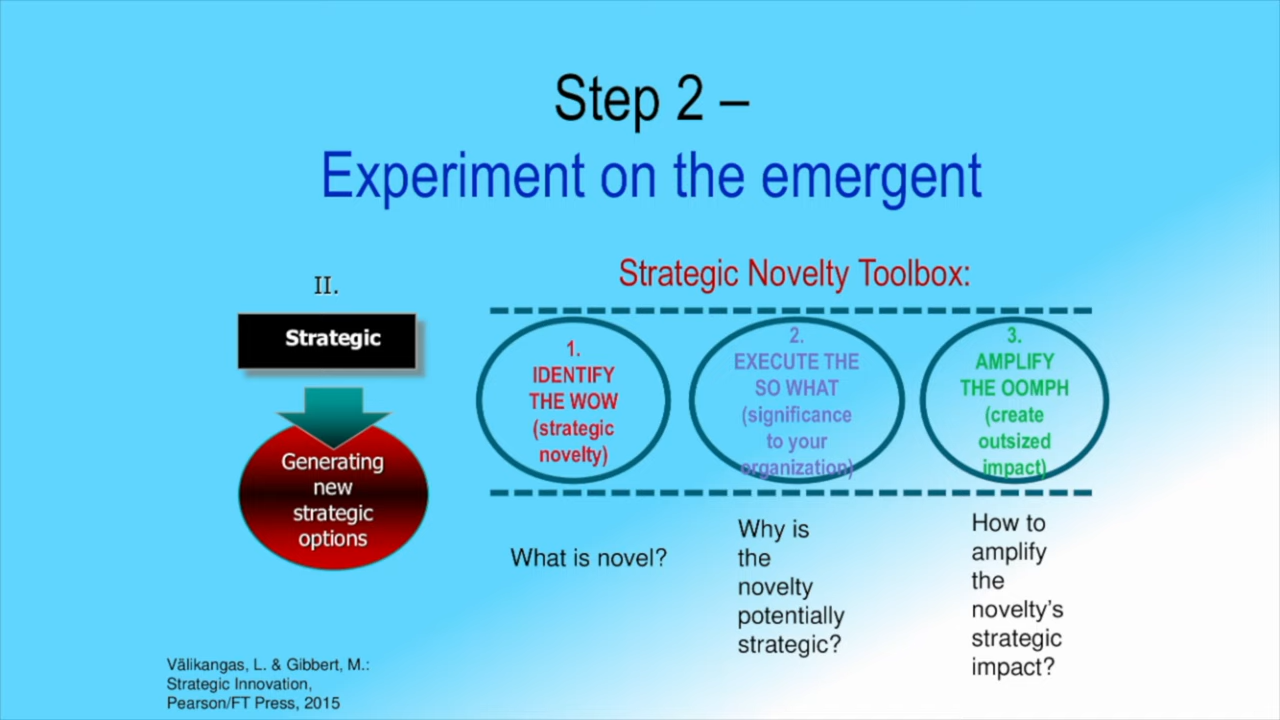 Step 2 –
Experiment on the emergent
II.
Strategic
Generating
new
strategic
options
Strategic Novelty Toolbox:
1.
IDENTIFY
THE WOW
(strategic
novelty)
2.
EXECUTE THE
SO WHAT
(significance
to your
organization)
3.
AMPLIFY
THE OOMPH
(create
outsized
impact)
What is novel?
Why is
the
novelty
potentially
strategic?
How to
amplify
the
novelty’s
strategic
impact?
Välikangas, L. & Gibbert, M.:
Strategic Innovation,
Pearson/FT Press, 2015